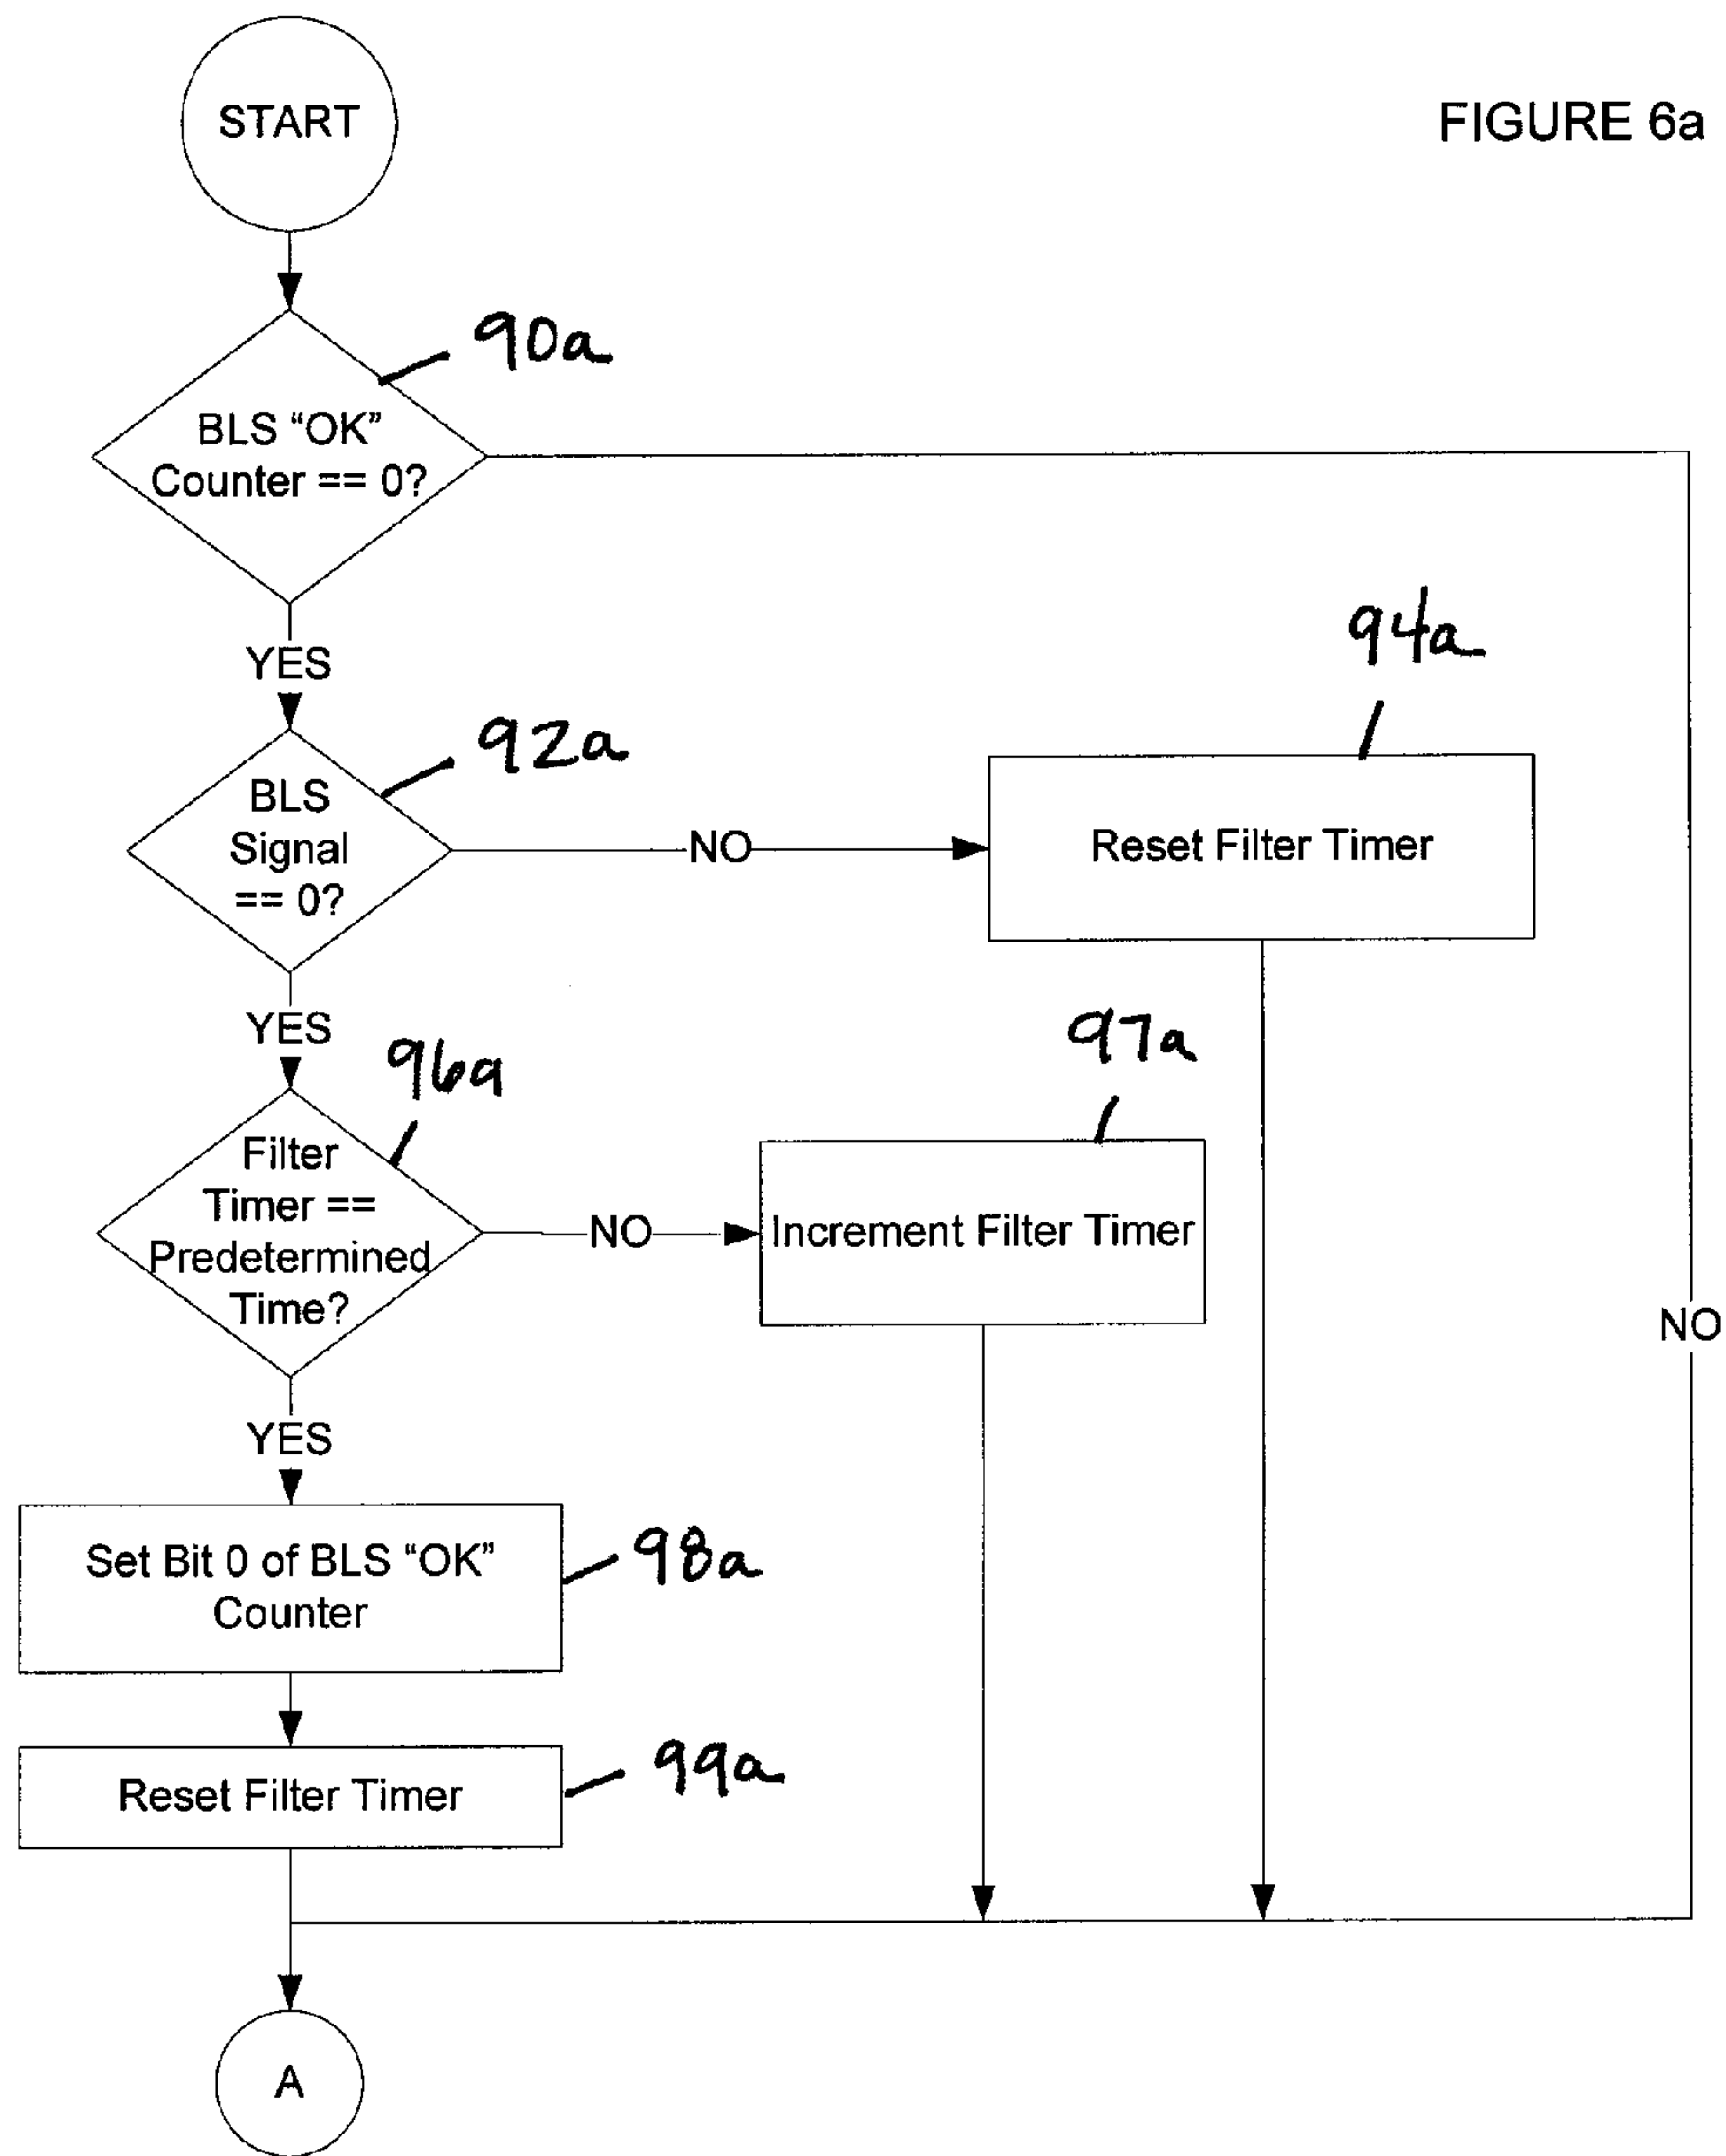 START
FIGURE 6a
90a
BLS “OK”
Counter == 0?
YES
94a
92a
BLS
Signal
== 0?
NO
Reset Filter Timer
YES
97a
96a
Filter
Timer ==
Predetermined
Time?
NO
Increment Filter Timer
NO
YES
Set Bit 0 of BLS “OK”
Counter
98a
Reset Filter Timer
99a
A